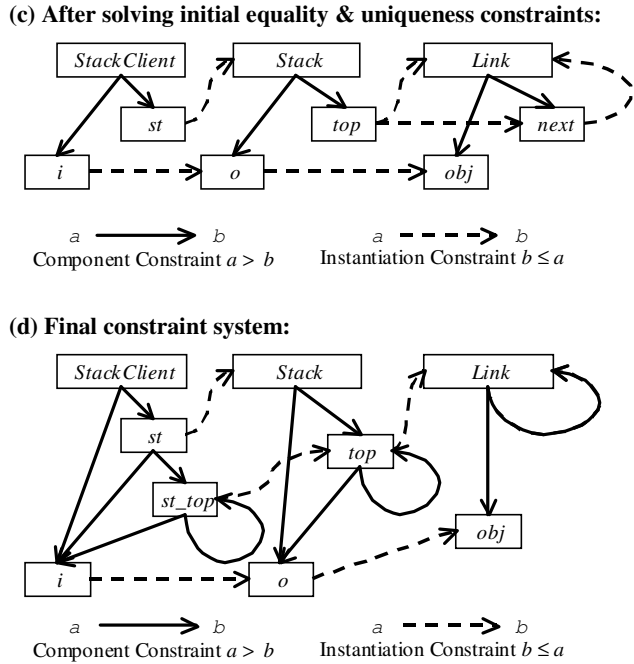 (c) After solving initial equality & uniqueness constraints:
StackClient Stack Link
st top next
i o obj
a b a b
Component Constraint a > b Instantiation Constraint b ≤ a
(d) Final constraint system:
StackClient Stack Link
st
top
st_top
obj
i o
a b a b
Component Constraint a > b Instantiation Constraint b ≤ a